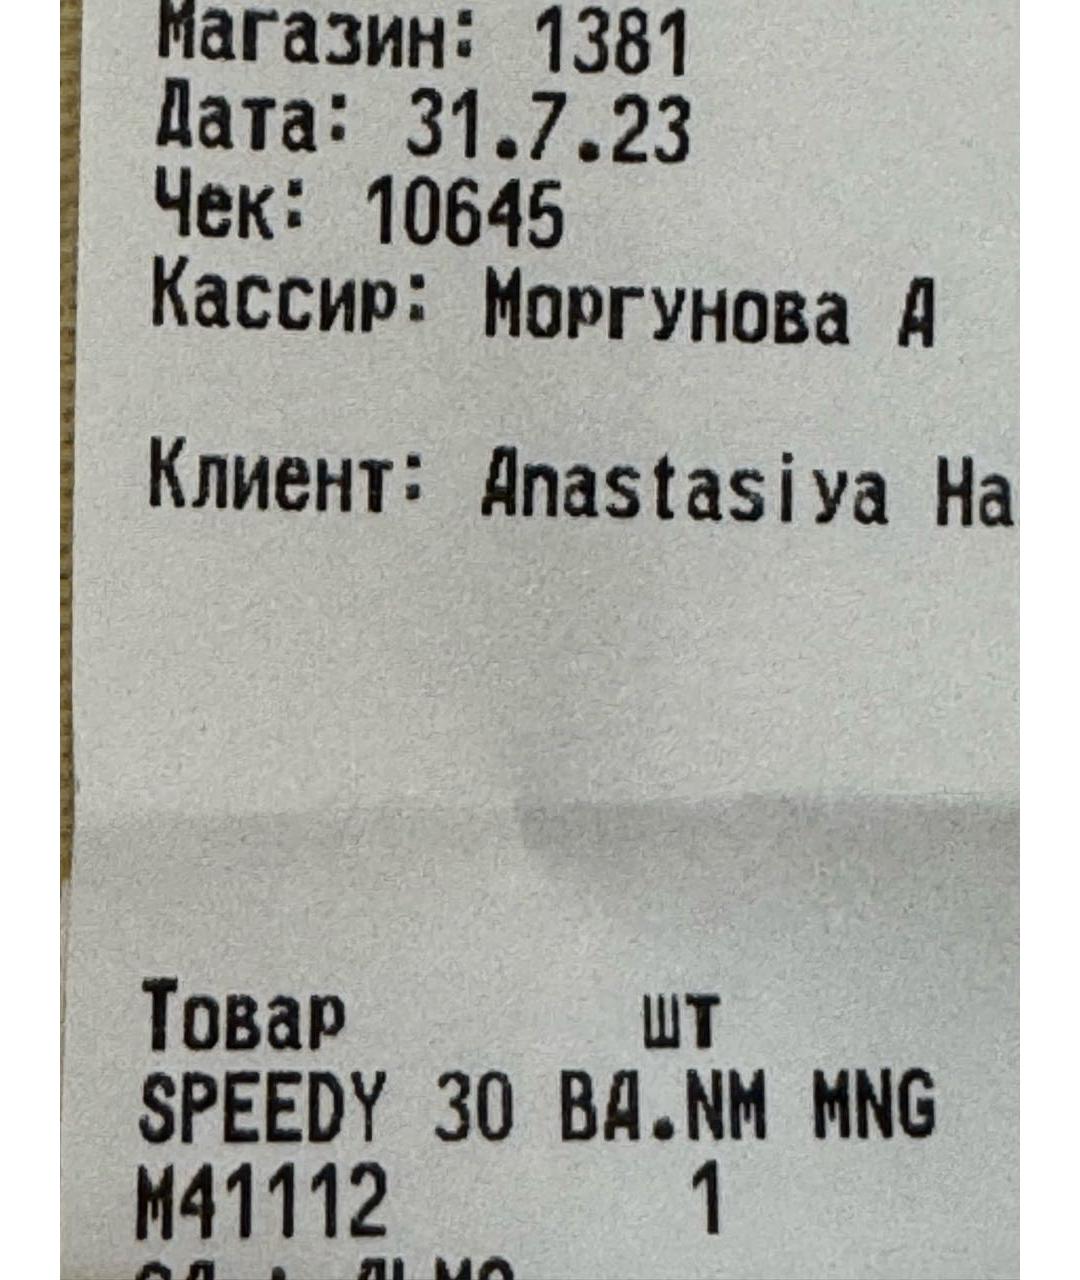 Магазин: 1381
Дата: 31.7.23
Чек: 10645
Кассир: Моргунова А
Клиент: Anastasiya Ha
Товар шт
SPEEDY 30 BA.NM MNG
M41112 1